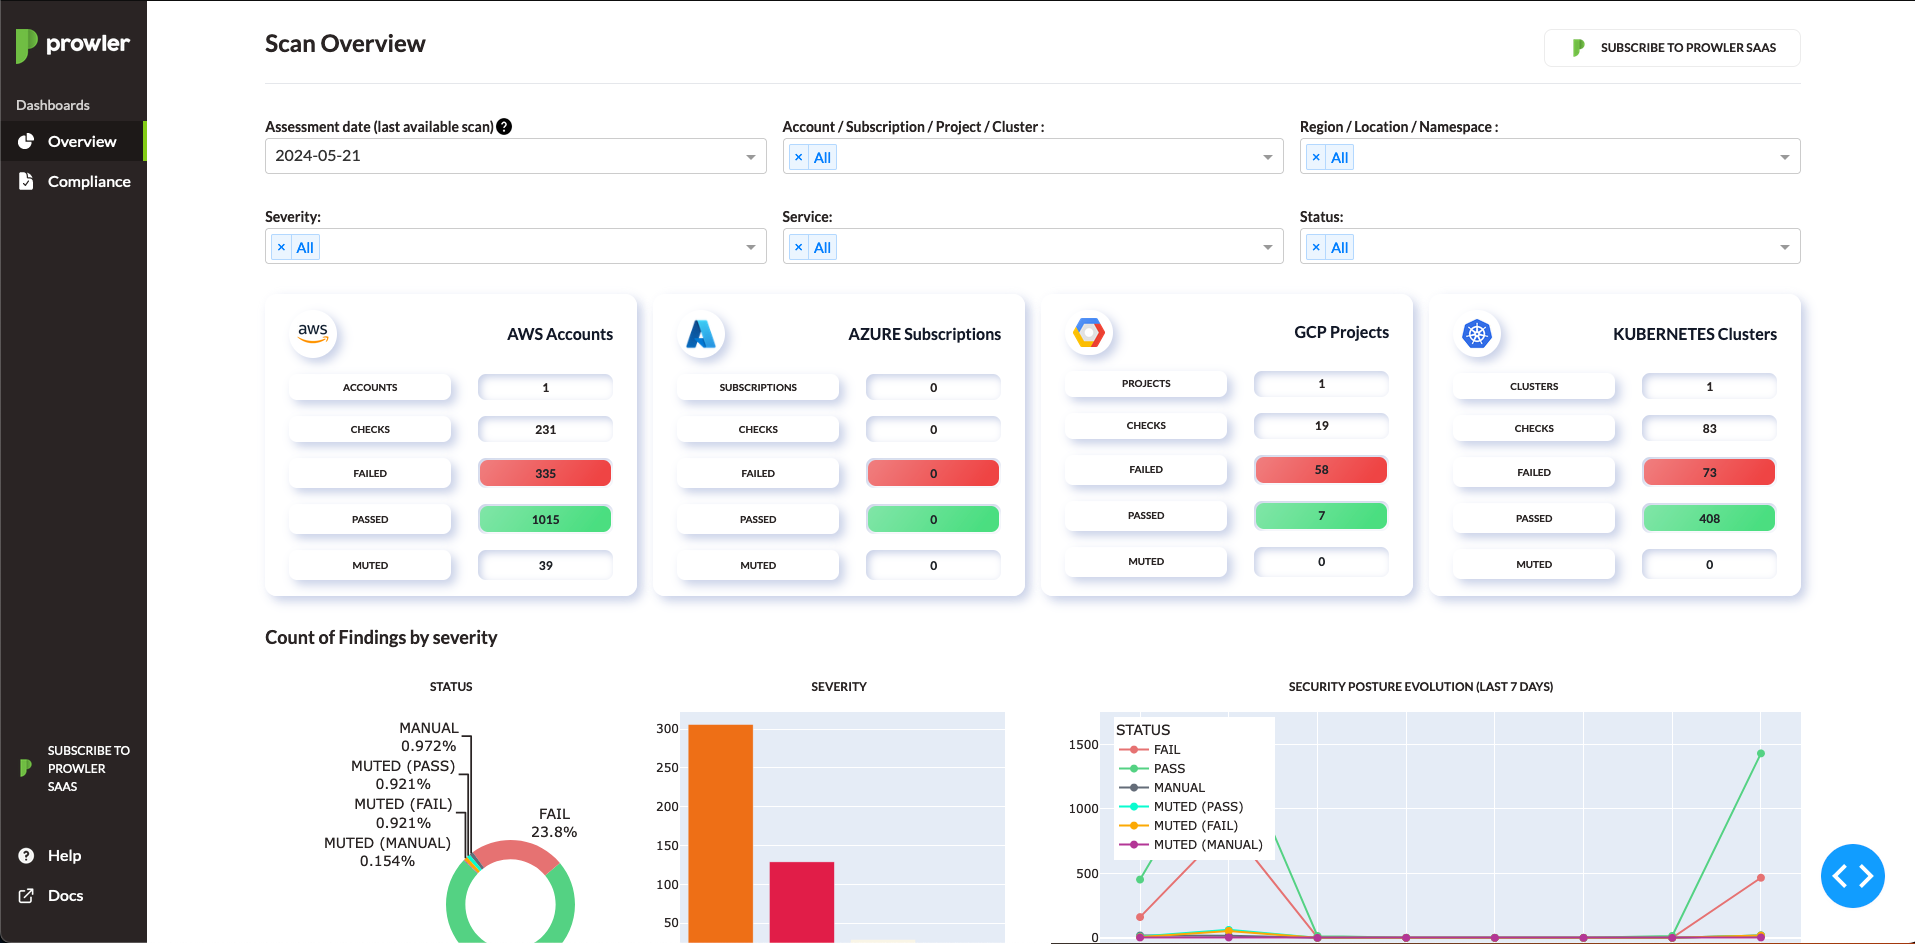 prowler
Dashboards
Overview
Compliance
SUBSCRIBE TO
PROWLER
SAAS
Help
Docs
Scan Overview
SUBSCRIBE TO PROWLER SAAS
Assessment date (last available scan) ?
2024-05-21
Account / Subscription / Project / Cluster :
× All
Region / Location / Namespace :
× All
Severity:
× All
Service:
× All
Status:
× All
aws
AWS Accounts
ACCOUNTS 1
CHECKS 231
FAILED 335
PASSED 1015
MUTED 39
AZURE Subscriptions
SUBSCRIPTIONS 0
CHECKS 0
FAILED 0
PASSED 0
MUTED 0
GCP Projects
PROJECTS 1
CHECKS 19
FAILED 58
PASSED 7
MUTED 0
KUBERNETES Clusters
CLUSTERS 1
CHECKS 83
FAILED 73
PASSED 408
MUTED 0
Count of Findings by severity
STATUS
MANUAL
0.972%
MUTED (PASS)
0.921%
MUTED (FAIL)
0.921%
MUTED (MANUAL)
0.154%
FAIL
23.8%
SEVERITY
300
250
200
150
100
50
SECURITY POSTURE EVOLUTION (LAST 7 DAYS)
1500
1000
500
0
STATUS
FAIL
PASS
MANUAL
MUTED (PASS)
MUTED (FAIL)
MUTED (MANUAL)